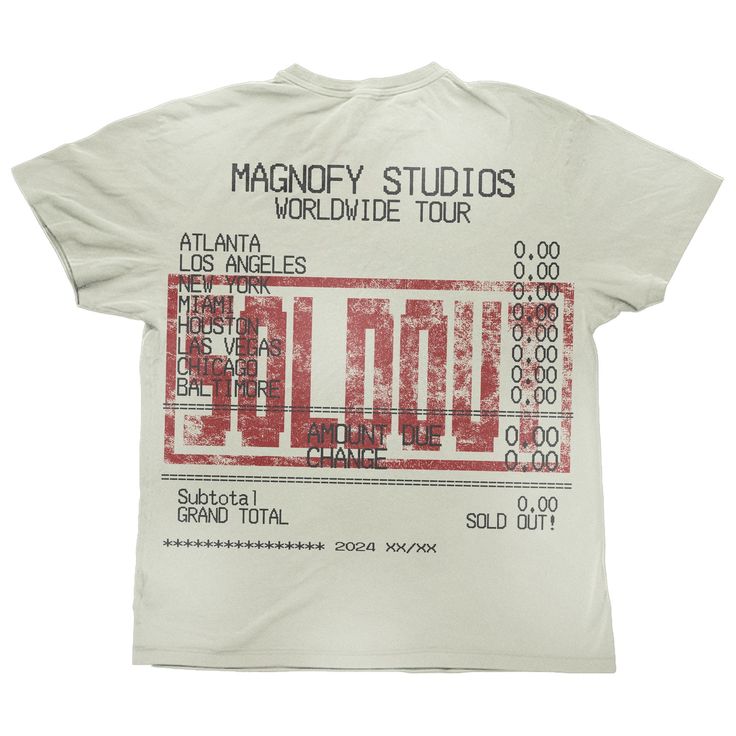 MAGNOFY STUDIOS
WORLDWIDE TOUR
ATLANTA 0.00
LOS ANGELES 0.00
NEW YORK 0.00
MIAMI 0.00
HOUSTON 0.00
LAS VEGAS 0.00
CHICAGO 0.00
BALTIMORE 0.00
SOLD OUT
AMOUNT DUE 0.00
CHANGE 0.00
Subtotal 0.00
GRAND TOTAL SOLD OUT!
**************** 2024 XX/XX